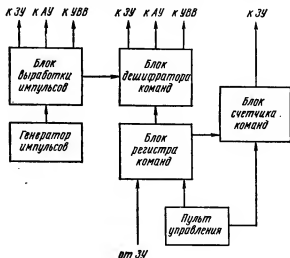 к ЗУ к АУ к УВВ к ЗУ к АУ к УВВ к ЗУ
Блок
выработки
импульсов
Блок
дешифратора
команд
Блок
счетчика
команд
Генератор
импульсов
Блок
регистра
команд
Пульт
управления
от ЗУ